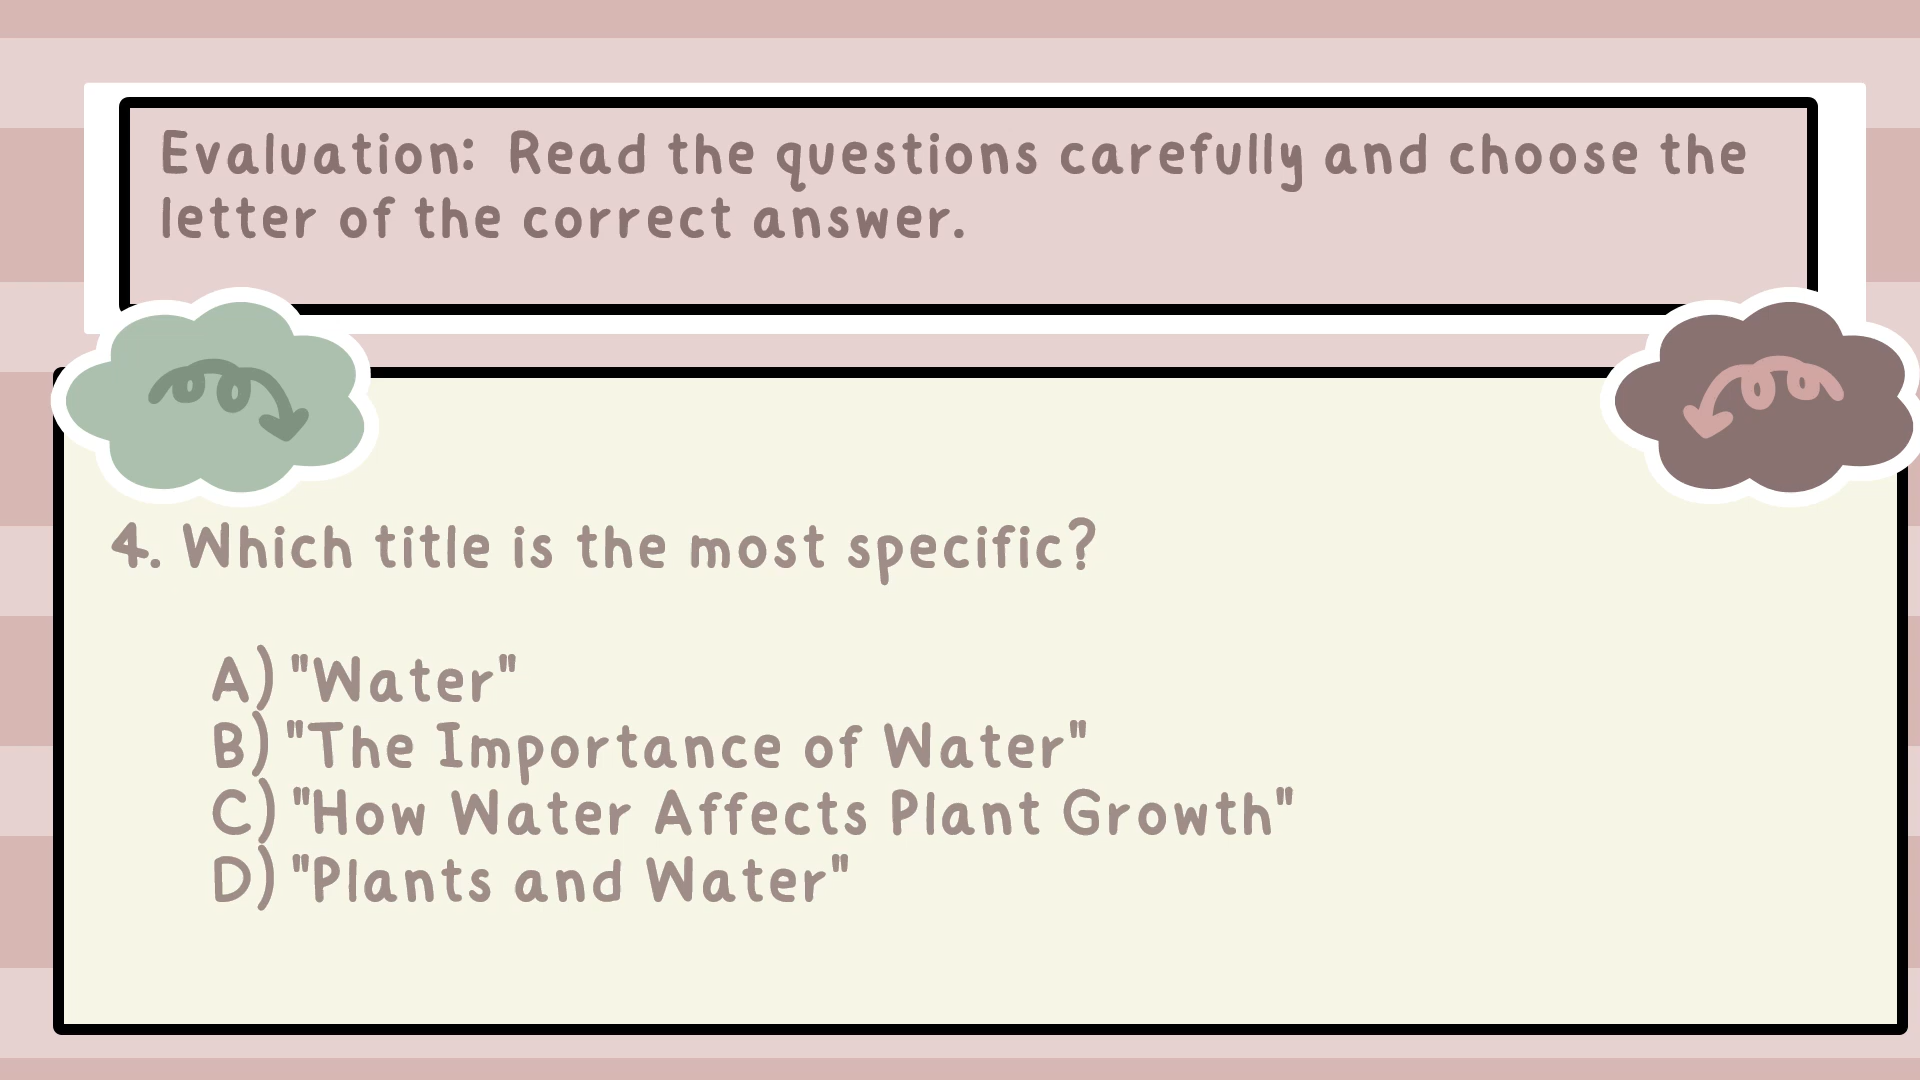 Evaluation: Read the questions carefully and choose the
letter of the correct answer.
4. Which title is the most specific?
A) "Water"
B) "The Importance of Water"
C) "How Water Affects Plant Growth"
D) "Plants and Water"